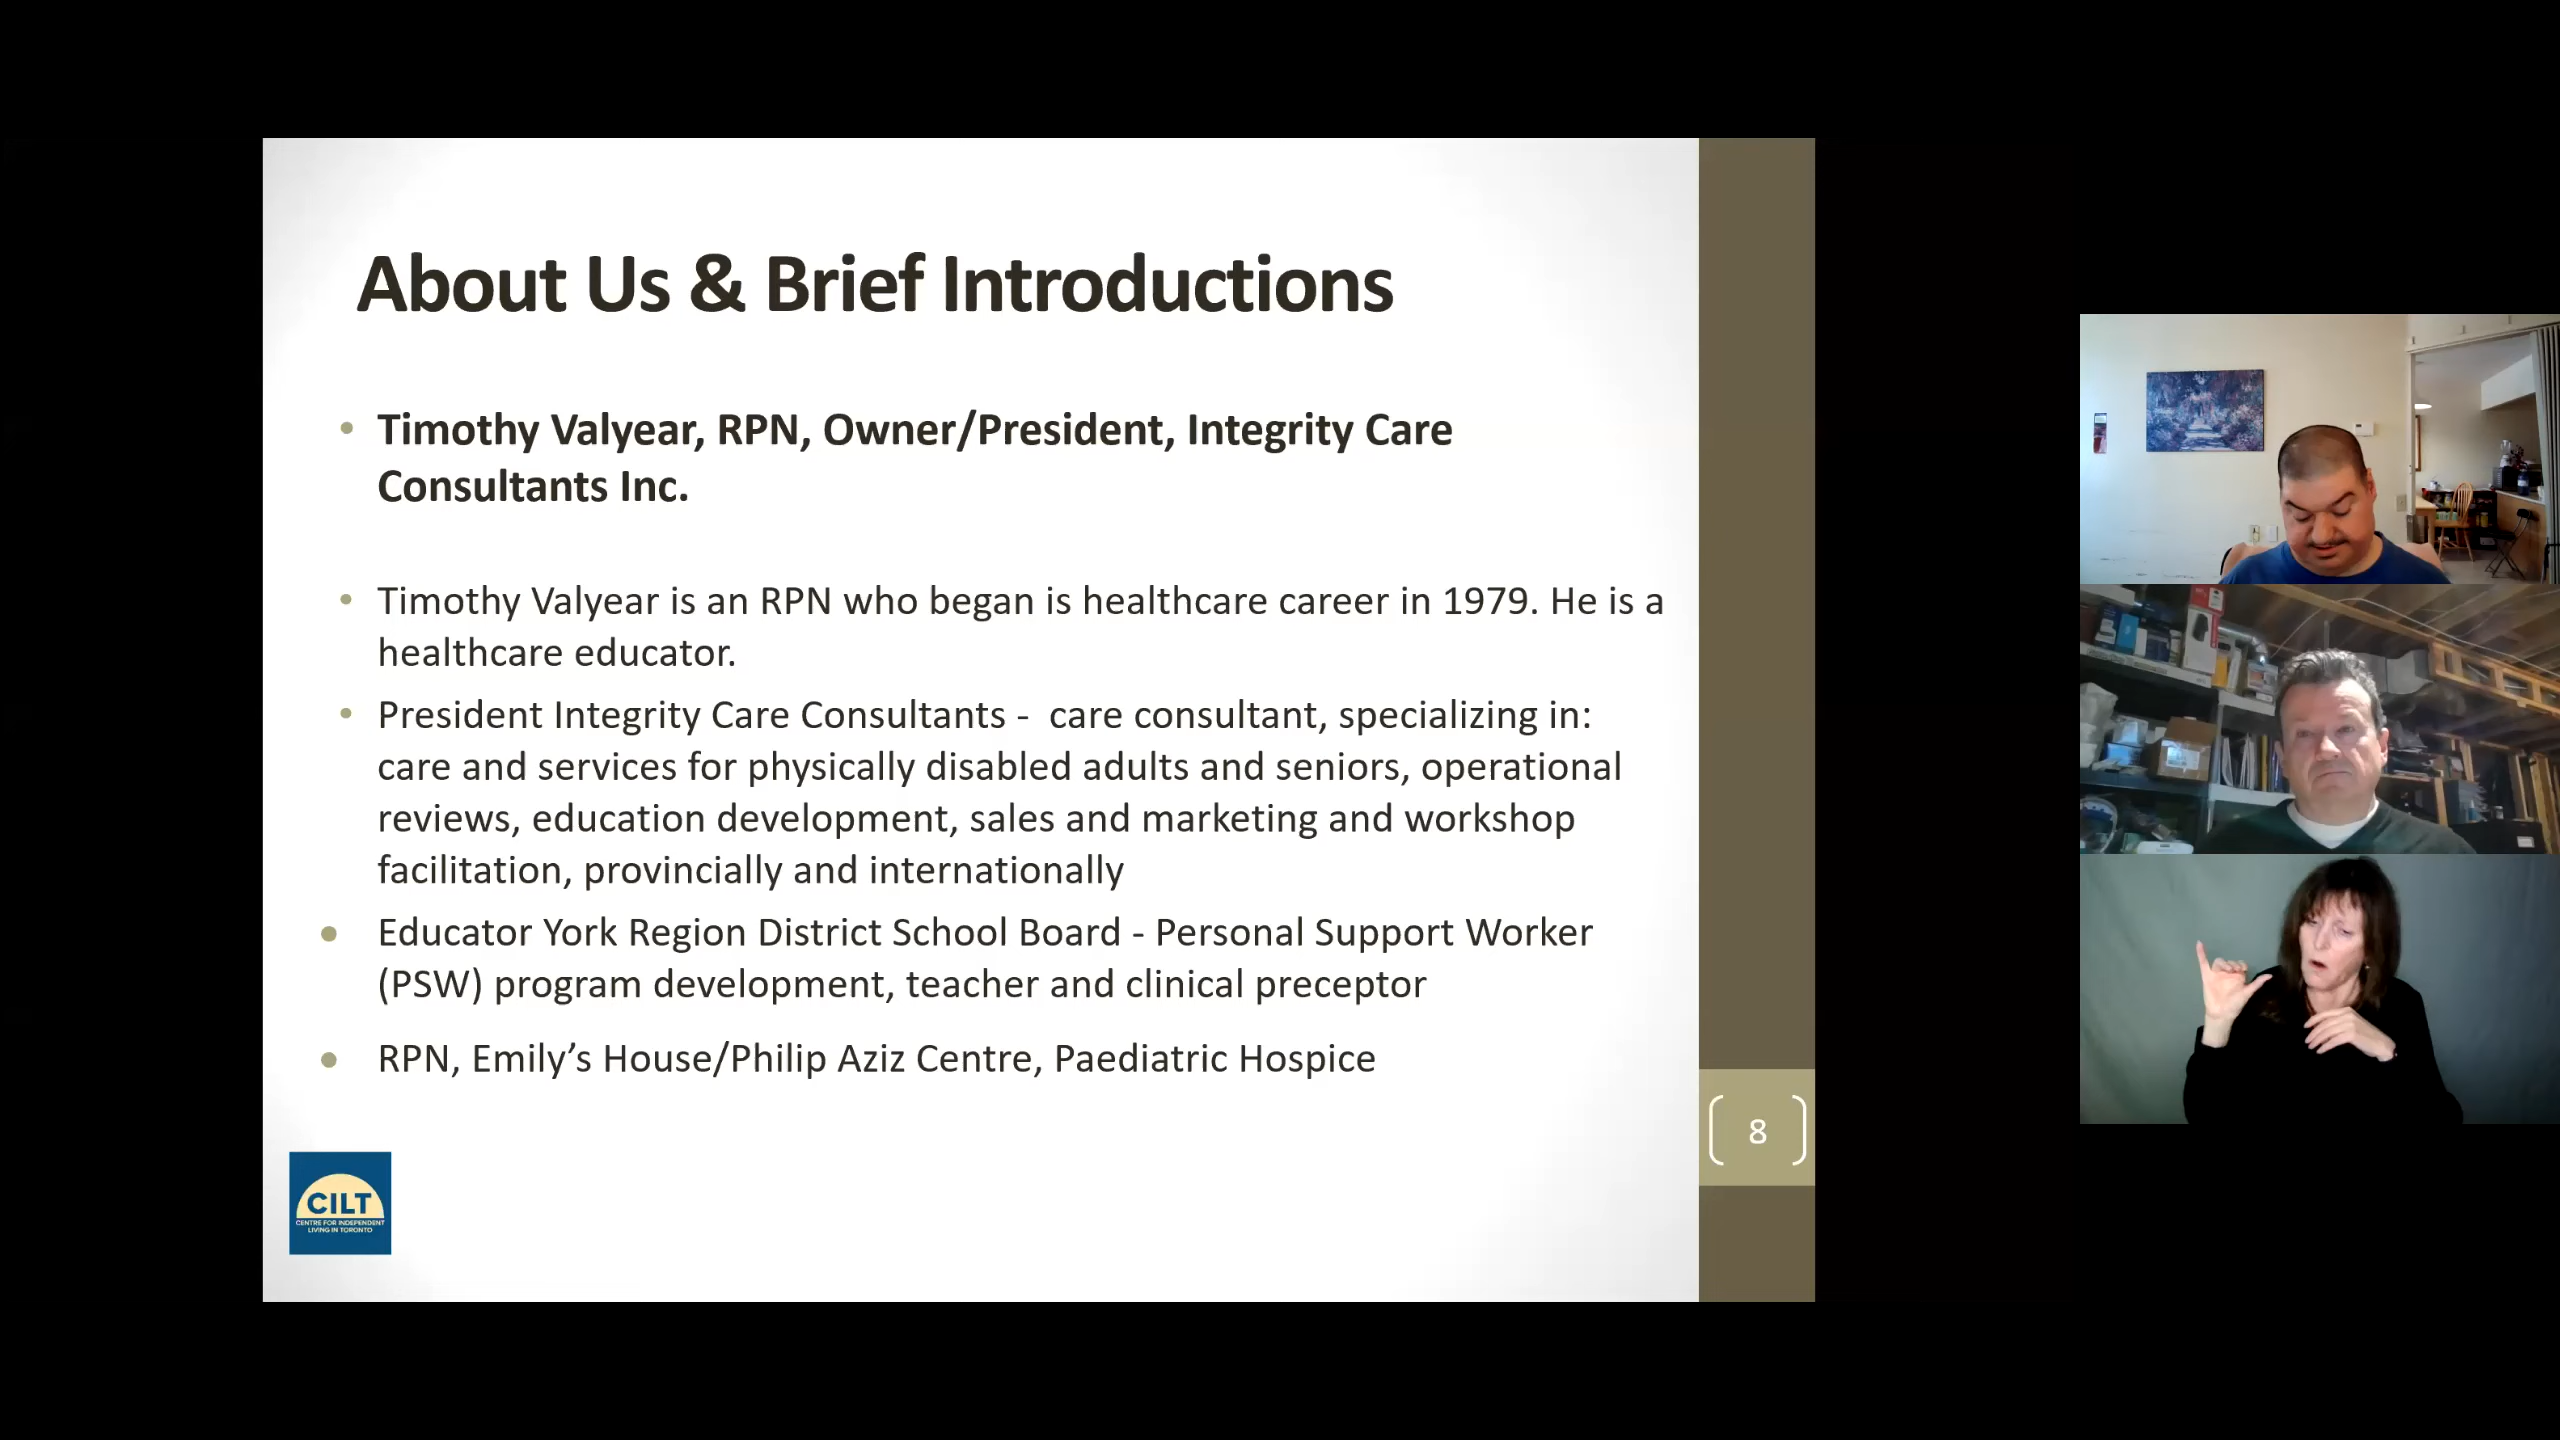 About Us & Brief Introductions
• Timothy Valyear, RPN, Owner/President, Integrity Care
Consultants Inc.
• Timothy Valyear is an RPN who began is healthcare career in 1979. He is a
healthcare educator.
• President Integrity Care Consultants -  care consultant, specializing in:
care and services for physically disabled adults and seniors, operational
reviews, education development, sales and marketing and workshop
facilitation, provincially and internationally
• Educator York Region District School Board - Personal Support Worker
(PSW) program development, teacher and clinical preceptor
• RPN, Emily’s House/Philip Aziz Centre, Paediatric Hospice
8
CILT
CENTRE FOR INDEPENDENT
LIVING IN TORONTO